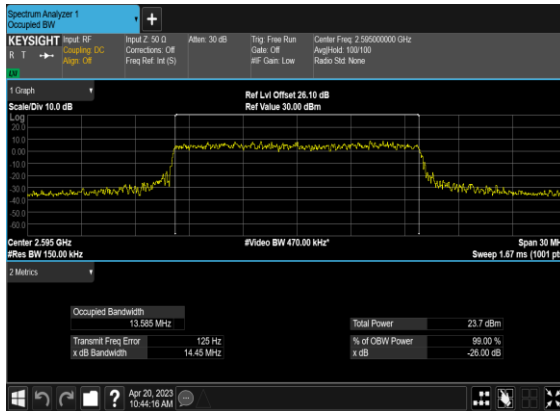 Spectrum Analyzer 1
Occupied BW
KEYSIGHT Input: RF Input Z: 50 Ω Atten: 30 dB Trig: Free Run Center Freq: 2.595000000 GHz
R T Coupling: DC Corrections: Off Gate: Off Avg|Hold: 100/100
Align: Off Freq Ref: Int (S) #IF Gain: Low Radio Std: None
1 Graph
Ref Lvl Offset 26.10 dB
Scale/Div 10.0 dB Ref Value 30.00 dBm
Log
20.0
10.0
0.00
-10.0
-20.0
-30.0
-40.0
-50.0
-60.0
Center 2.595 GHz #Video BW 470.00 kHz* Span 30 MH
#Res BW 150.00 kHz Sweep 1.67 ms (1001 pt
2 Metrics
Occupied Bandwidth
13.585 MHz Total Power 23.7 dBm
Transmit Freq Error 125 Hz % of OBW Power 99.00 %
x dB Bandwidth 14.45 MHz x dB -26.00 dB
? Apr 20, 2023
10:44:16 AM